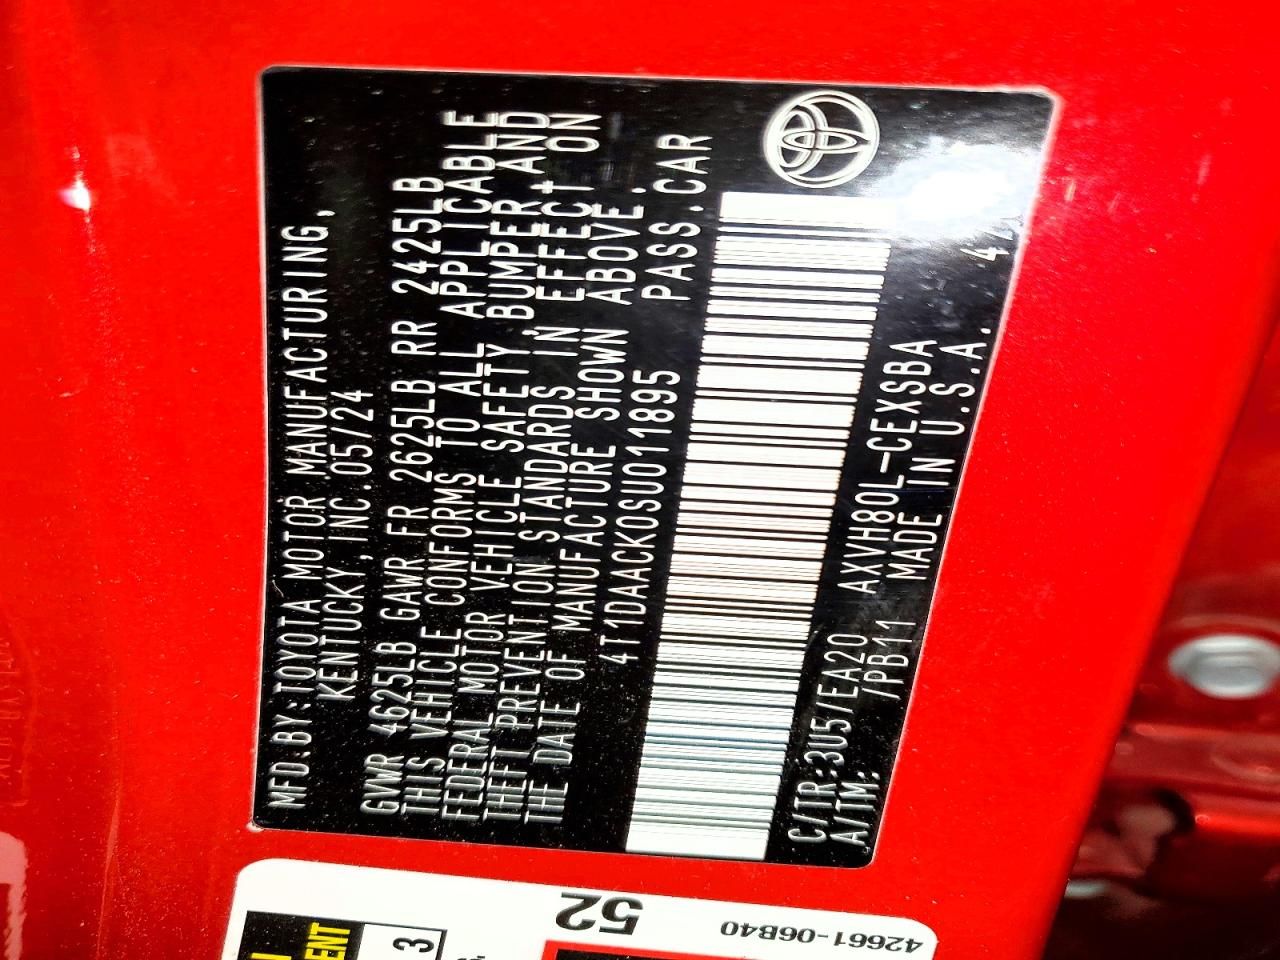 MFD.BY:TOYOTA MOTOR MANUFACTURING,
KENTUCKY,INC.05/24
GVWR 4625LB GAWR FR 2625LB RR 2425LB
THIS VEHICLE CONFORMS TO ALL APPLICABLE
FEDERAL MOTOR VEHICLE SAFETY,BUMPER,AND
THEFT PREVENTION STANDARDS IN EFFECT ON
THE DATE OF MANUFACTURE SHOWN ABOVE.
4T1DAACK0SU011895 PASS.CAR
C/TR:3U5/EA20 AXVH80L-CEXSBA
A/TM: /PB11 MADE IN U.S.A.
52
42661-06B40
3